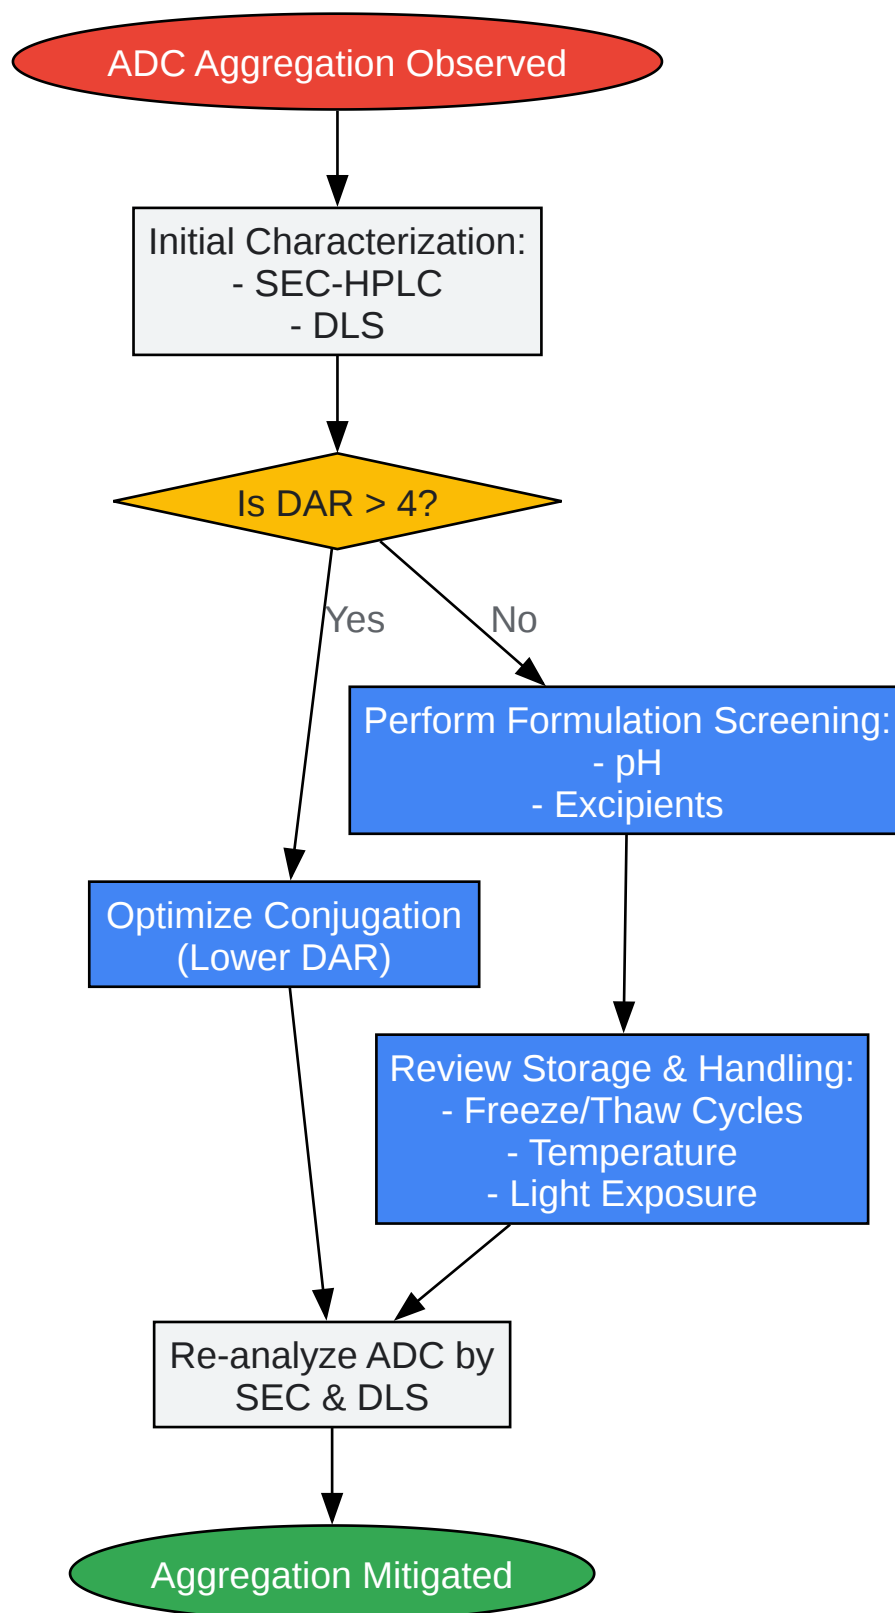 ADC Aggregation Observed
Initial Characterization:
- SEC-HPLC
- DLS
Is DAR > 4?
Yes
No
Perform Formulation Screening:
- pH
- Excipients
Optimize Conjugation
(Lower DAR)
Review Storage & Handling:
- Freeze/Thaw Cycles
- Temperature
- Light Exposure
Re-analyze ADC by
SEC & DLS
Aggregation Mitigated